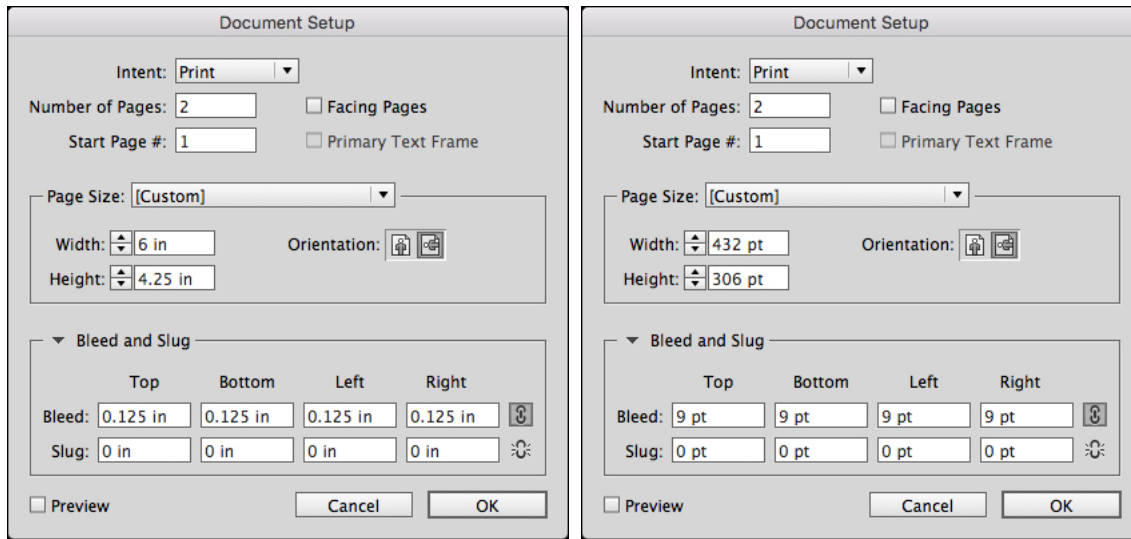 Document Setup
Intent: Print
Number of Pages: 2 Facing Pages
Start Page #: 1 Primary Text Frame
Page Size: [Custom]
Width: 6 in Orientation:
Height: 4.25 in
Bleed and Slug
Top Bottom Left Right
Bleed: 0.125 in 0.125 in 0.125 in 0.125 in
Slug: 0 in 0 in 0 in 0 in
Preview Cancel OK
Document Setup
Intent: Print
Number of Pages: 2 Facing Pages
Start Page #: 1 Primary Text Frame
Page Size: [Custom]
Width: 432 pt Orientation:
Height: 306 pt
Bleed and Slug
Top Bottom Left Right
Bleed: 9 pt 9 pt 9 pt 9 pt
Slug: 0 pt 0 pt 0 pt 0 pt
Preview Cancel OK